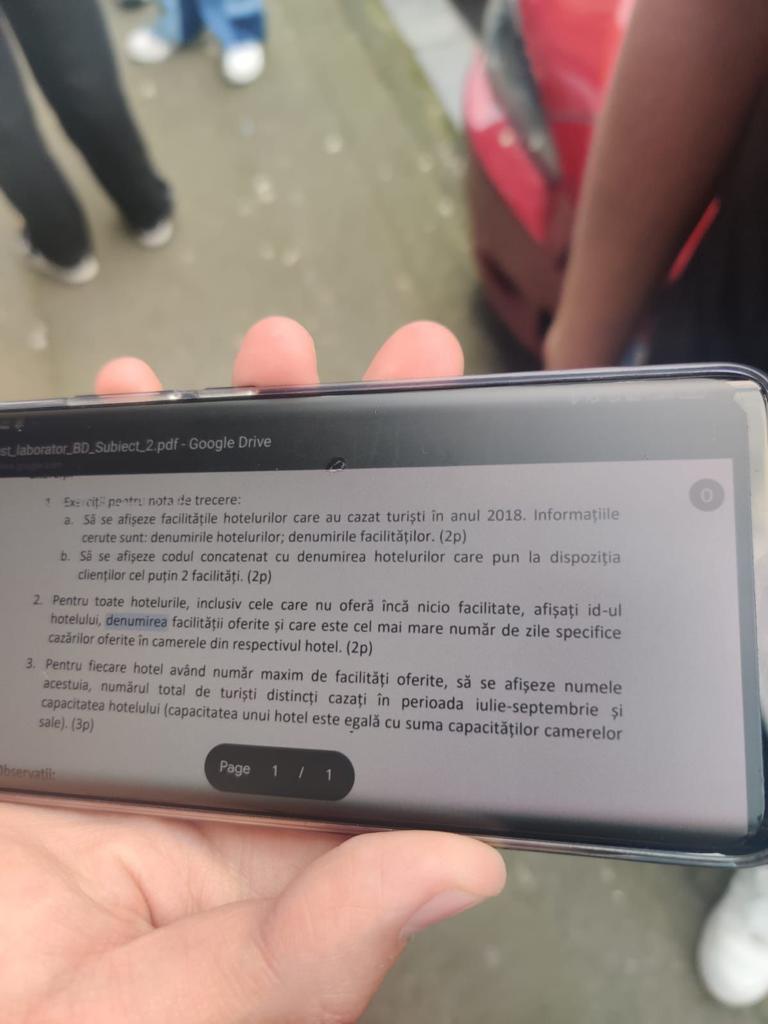 st_laborator_BD_Subiect_2.pdf - Google Drive
1 Exerciții pentru nota de trecere:
a. Să se afișeze facilitățile hotelurilor care au cazat turiști în anul 2018. Informațiile
cerute sunt: denumirile hotelurilor; denumirile facilităților. (2p)
b. Să se afișeze codul concatenat cu denumirea hotelurilor care pun la dispoziția
clienților cel puțin 2 facilități. (2p)
2. Pentru toate hotelurile, inclusiv cele care nu oferă încă nicio facilitate, afișați id-ul
hotelului, denumirea facilității oferite și care este cel mai mare număr de zile specifice
cazărilor oferite în camerele din respectivul hotel. (2p)
3. Pentru fiecare hotel având număr maxim de facilități oferite, să se afișeze numele
acestuia, numărul total de turiști distincți cazați în perioada iulie-septembrie și
capacitatea hotelului (capacitatea unui hotel este egală cu suma capacităților camerelor
sale). (3p)
Observatii:
Page 1 / 1